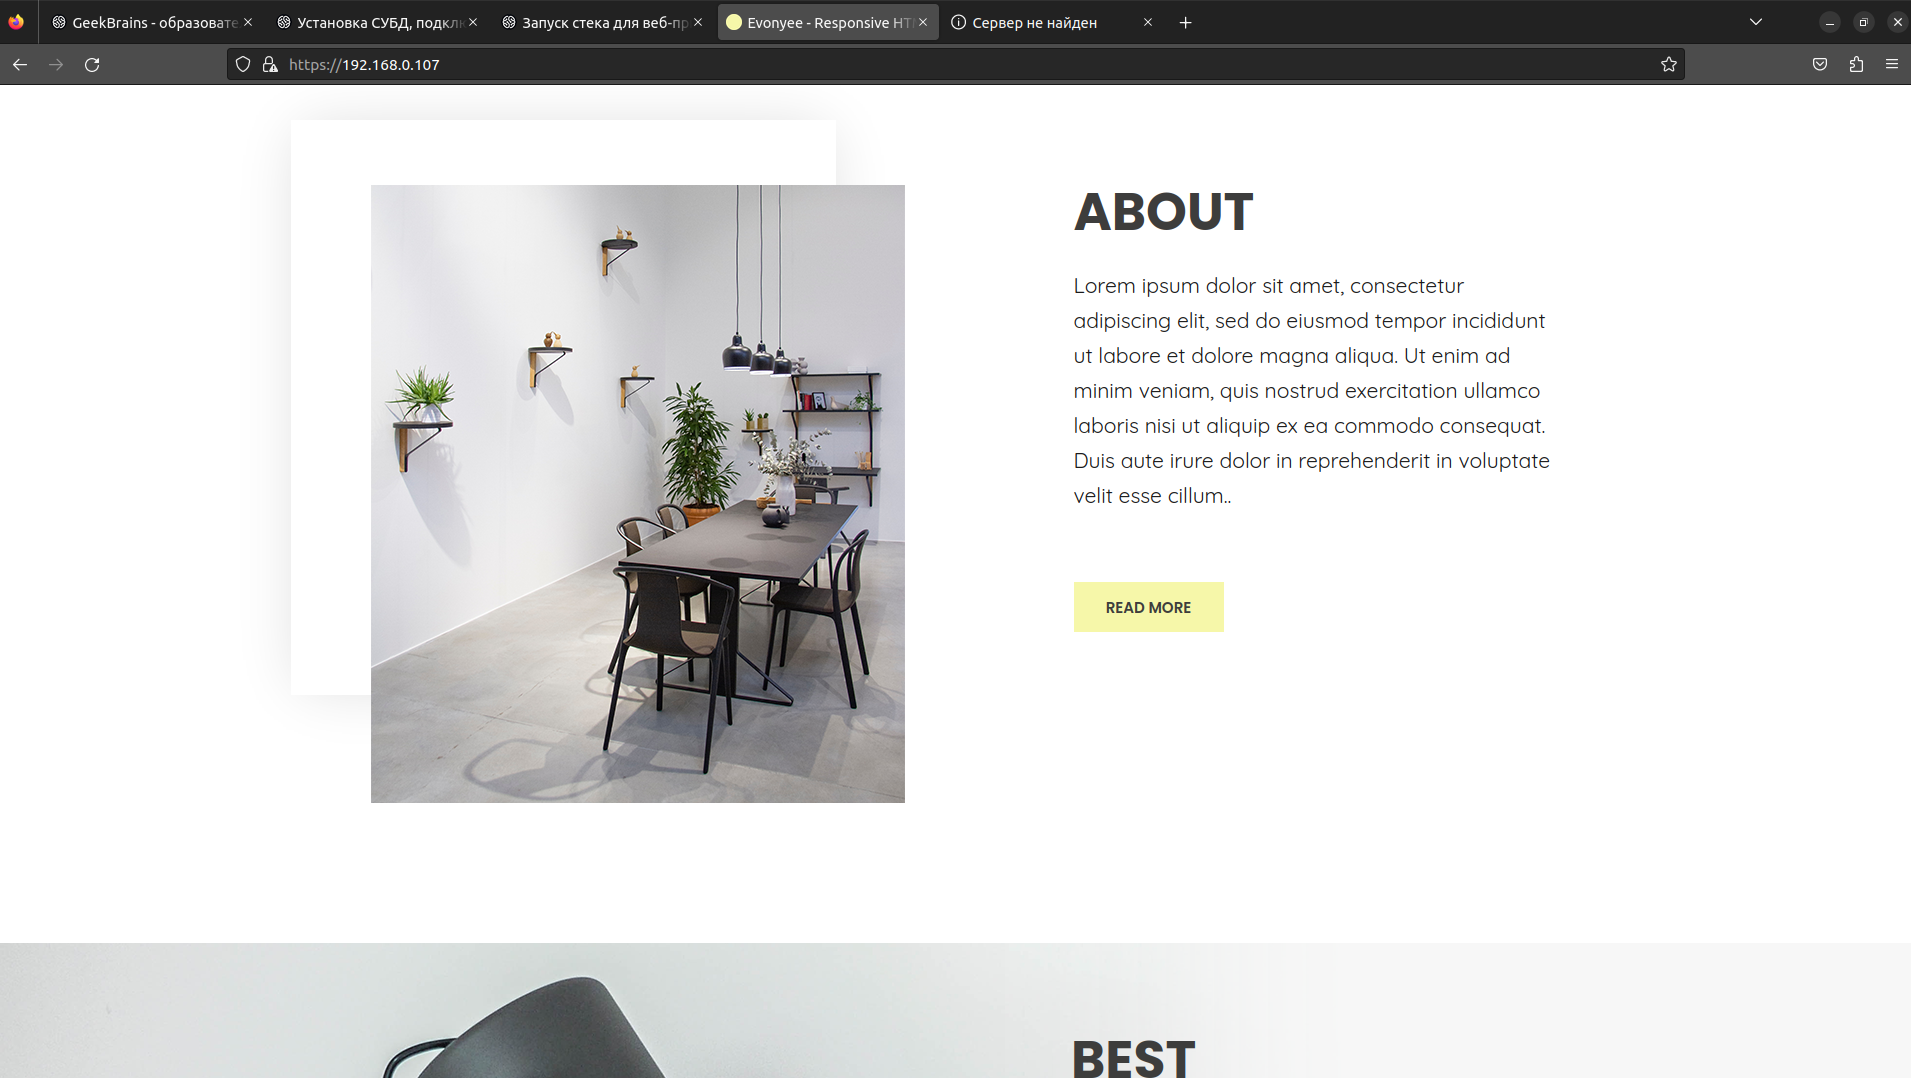 GeekBrains - образовате
Установка СУБД, подклю
Запуск стека для веб-пр
Evonyee - Responsive HT
Сервер не найден
https://192.168.0.107
ABOUT
Lorem ipsum dolor sit amet, consectetur
adipiscing elit, sed do eiusmod tempor incididunt
ut labore et dolore magna aliqua. Ut enim ad
minim veniam, quis nostrud exercitation ullamco
laboris nisi ut aliquip ex ea commodo consequat.
Duis aute irure dolor in reprehenderit in voluptate
velit esse cillum..
READ MORE
BEST